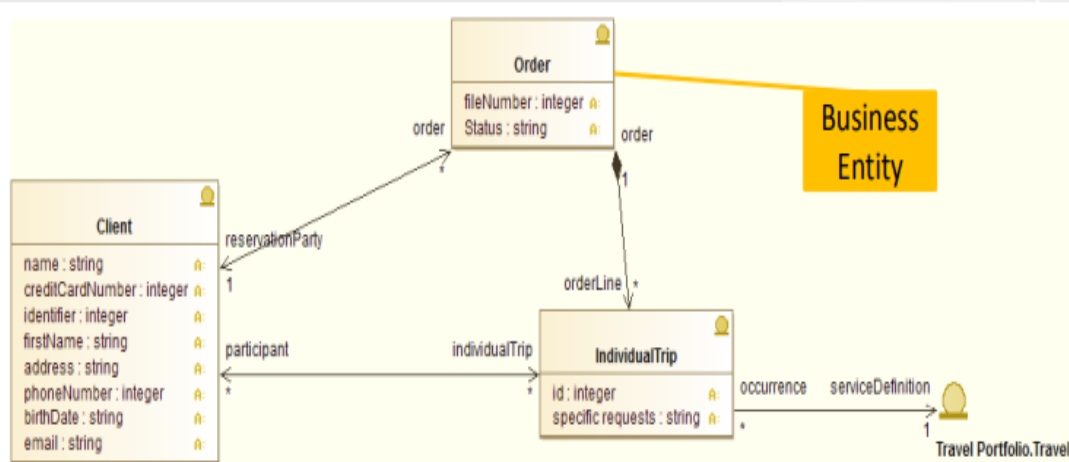 Order
fileNumber : integer A:
Status : string A:
Business
Entity
order
*
order
1
Client
name : string A:
creditCardNumber : integer A:
identifier : integer A:
firstName : string A:
address : string A:
phoneNumber : integer A:
birthDate : string A:
email : string A:
reservationParty
1
orderLine *
participant
*
individualTrip
*
IndividualTrip
id : integer A:
specific requests : string A:
occurrence
*
serviceDefinition
1
Travel Portfolio.Travel